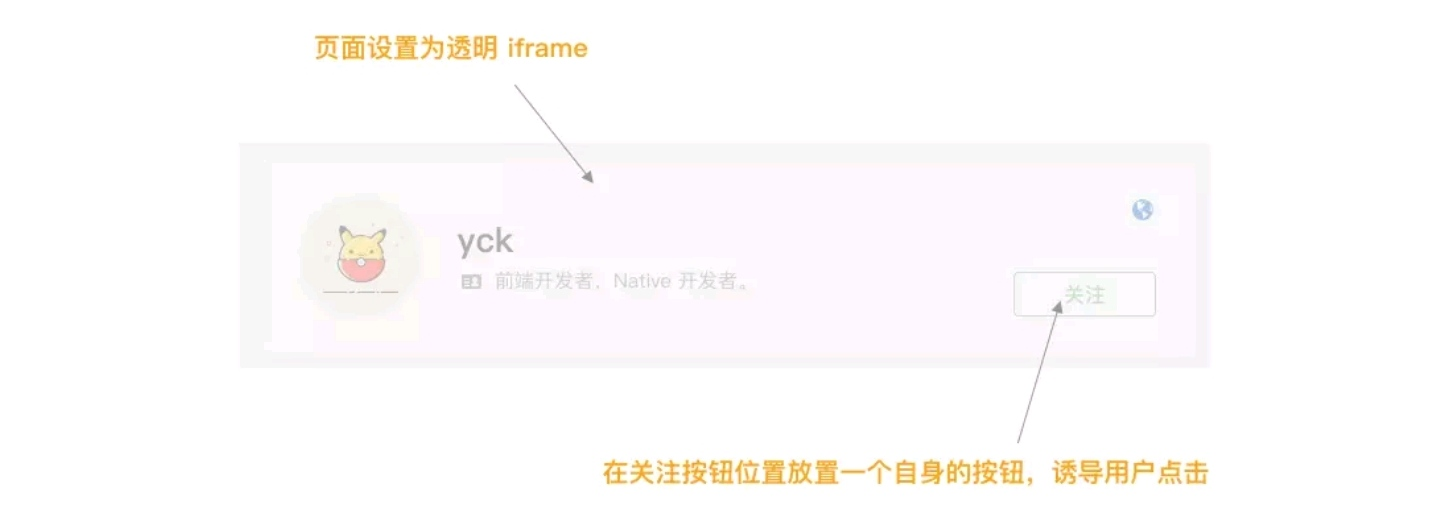 页面设置为透明 iframe
yck
前端开发者，Native 开发者。
关注
在关注按钮位置放置一个自身的按钮，诱导用户点击